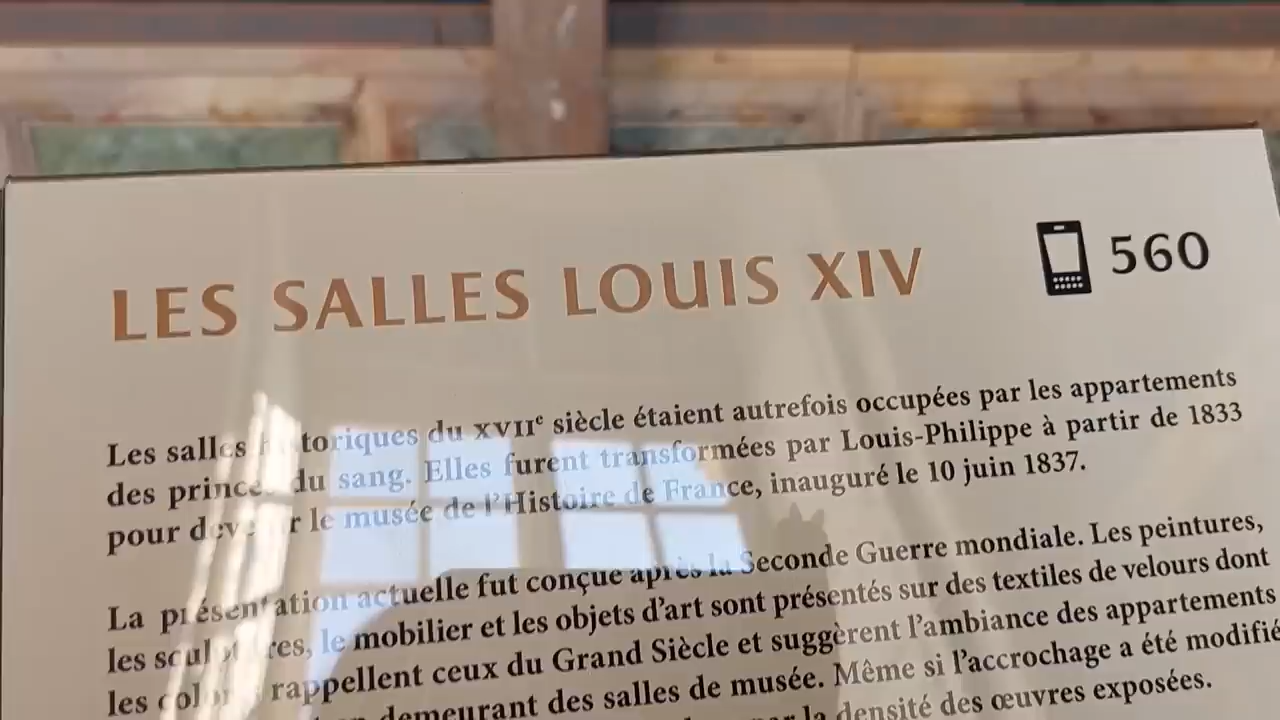 LES SALLES LOUIS XIV
560
Les salles historiques du XVIIe siècle étaient autrefois occupées par les appartements
des princes du sang. Elles furent transformées par Louis-Philippe à partir de 1833
pour devenir le musée de l'Histoire de France, inauguré le 10 juin 1837.
La présentation actuelle fut conçue après la Seconde Guerre mondiale. Les peintures,
les sculptures, le mobilier et les objets d'art sont présentés sur des textiles de velours dont
les coloris rappellent ceux du Grand Siècle et suggèrent l'ambiance des appartements
demeurant des salles de musée. Même si l'accrochage a été modifié
la densité des œuvres exposées.